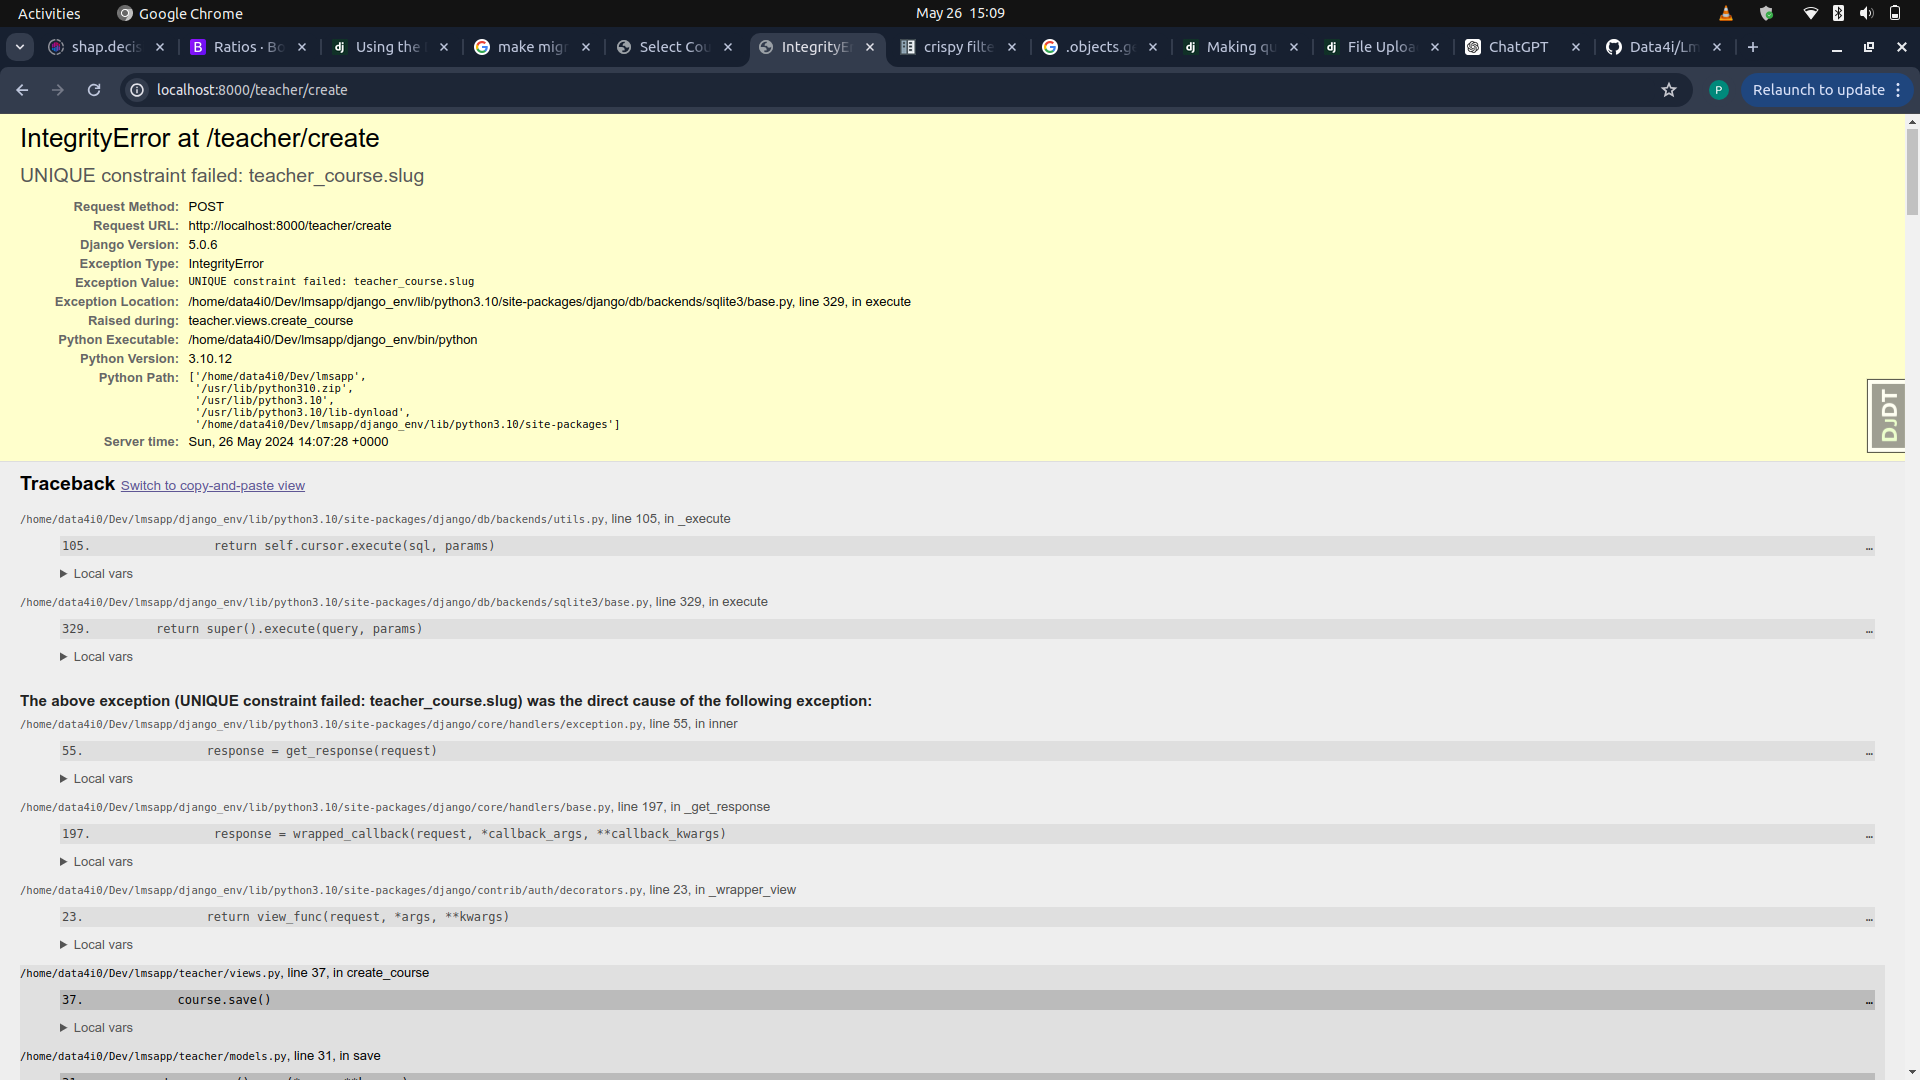 Activities
Google Chrome
May 26 15:09
shap.decis
Ratios · Bo
Using the
make migr
Select Cou
IntegrityEr
crispy filte
.objects.ge
Making qu
File Uploa
ChatGPT
Data4i/Lm
localhost:8000/teacher/create
P
Relaunch to update
IntegrityError at /teacher/create
UNIQUE constraint failed: teacher_course.slug
Request Method: POST
Request URL: http://localhost:8000/teacher/create
Django Version: 5.0.6
Exception Type: IntegrityError
Exception Value: UNIQUE constraint failed: teacher_course.slug
Exception Location: /home/data4i0/Dev/lmsapp/django_env/lib/python3.10/site-packages/django/db/backends/sqlite3/base.py, line 329, in execute
Raised during: teacher.views.create_course
Python Executable: /home/data4i0/Dev/lmsapp/django_env/bin/python
Python Version: 3.10.12
Python Path: ['/home/data4i0/Dev/lmsapp',
'/usr/lib/python310.zip',
'/usr/lib/python3.10',
'/usr/lib/python3.10/lib-dynload',
'/home/data4i0/Dev/lmsapp/django_env/lib/python3.10/site-packages']
Server time: Sun, 26 May 2024 14:07:28 +0000
DJDT
Traceback Switch to copy-and-paste view
/home/data4i0/Dev/lmsapp/django_env/lib/python3.10/site-packages/django/db/backends/utils.py, line 105, in _execute
105. return self.cursor.execute(sql, params) …
Local vars
/home/data4i0/Dev/lmsapp/django_env/lib/python3.10/site-packages/django/db/backends/sqlite3/base.py, line 329, in execute
329. return super().execute(query, params) …
Local vars
The above exception (UNIQUE constraint failed: teacher_course.slug) was the direct cause of the following exception:
/home/data4i0/Dev/lmsapp/django_env/lib/python3.10/site-packages/django/core/handlers/exception.py, line 55, in inner
55. response = get_response(request) …
Local vars
/home/data4i0/Dev/lmsapp/django_env/lib/python3.10/site-packages/django/core/handlers/base.py, line 197, in _get_response
197. response = wrapped_callback(request, *callback_args, **callback_kwargs) …
Local vars
/home/data4i0/Dev/lmsapp/django_env/lib/python3.10/site-packages/django/contrib/auth/decorators.py, line 23, in _wrapper_view
23. return view_func(request, *args, **kwargs) …
Local vars
/home/data4i0/Dev/lmsapp/teacher/views.py, line 37, in create_course
37. course.save() …
Local vars
/home/data4i0/Dev/lmsapp/teacher/models.py, line 31, in save